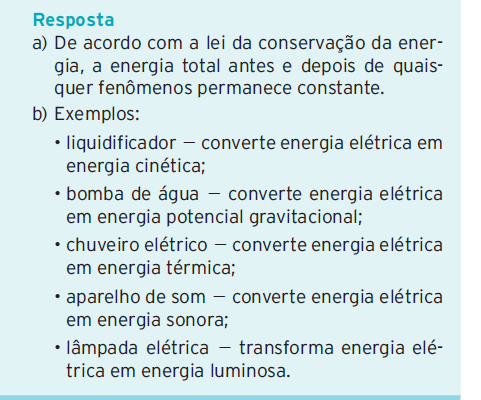 Resposta
a) De acordo com a lei da conservação da ener-
gia, a energia total antes e depois de quais-
quer fenômenos permanece constante.
b) Exemplos:
• liquidificador — converte energia elétrica em
energia cinética;
• bomba de água — converte energia elétrica
em energia potencial gravitacional;
• chuveiro elétrico — converte energia elétrica
em energia térmica;
• aparelho de som — converte energia elétrica
em energia sonora;
• lâmpada elétrica — transforma energia elé-
trica em energia luminosa.